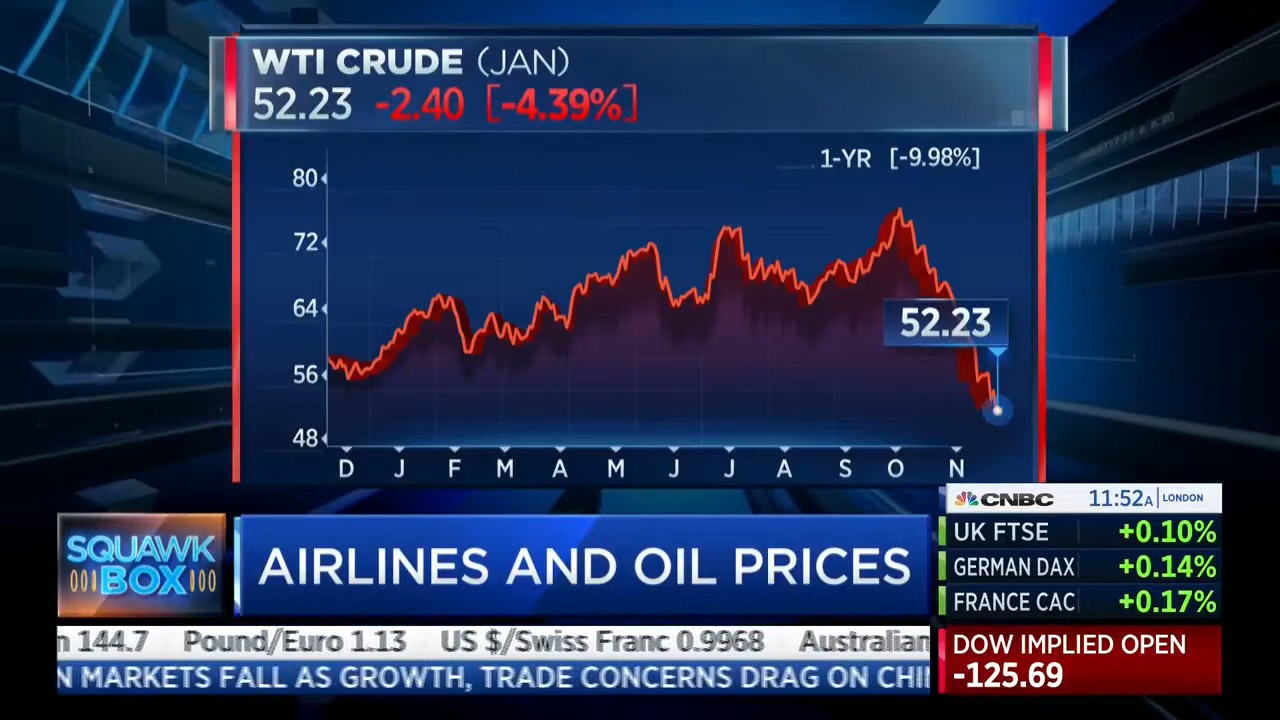 WTI CRUDE (JAN)
52.23 -2.40 [-4.39%]
1-YR [-9.98%]
80
72
64
56
48
52.23
D J F M A M J J A S O N
SQUAWK
BOX
AIRLINES AND OIL PRICES
CNBC 11:52A LONDON
UK FTSE +0.10%
GERMAN DAX +0.14%
FRANCE CAC +0.17%
DOW IMPLIED OPEN
-125.69
144.7 Pound/Euro 1.13 US $/Swiss Franc 0.9968 Australian
MARKETS FALL AS GROWTH, TRADE CONCERNS DRAG ON